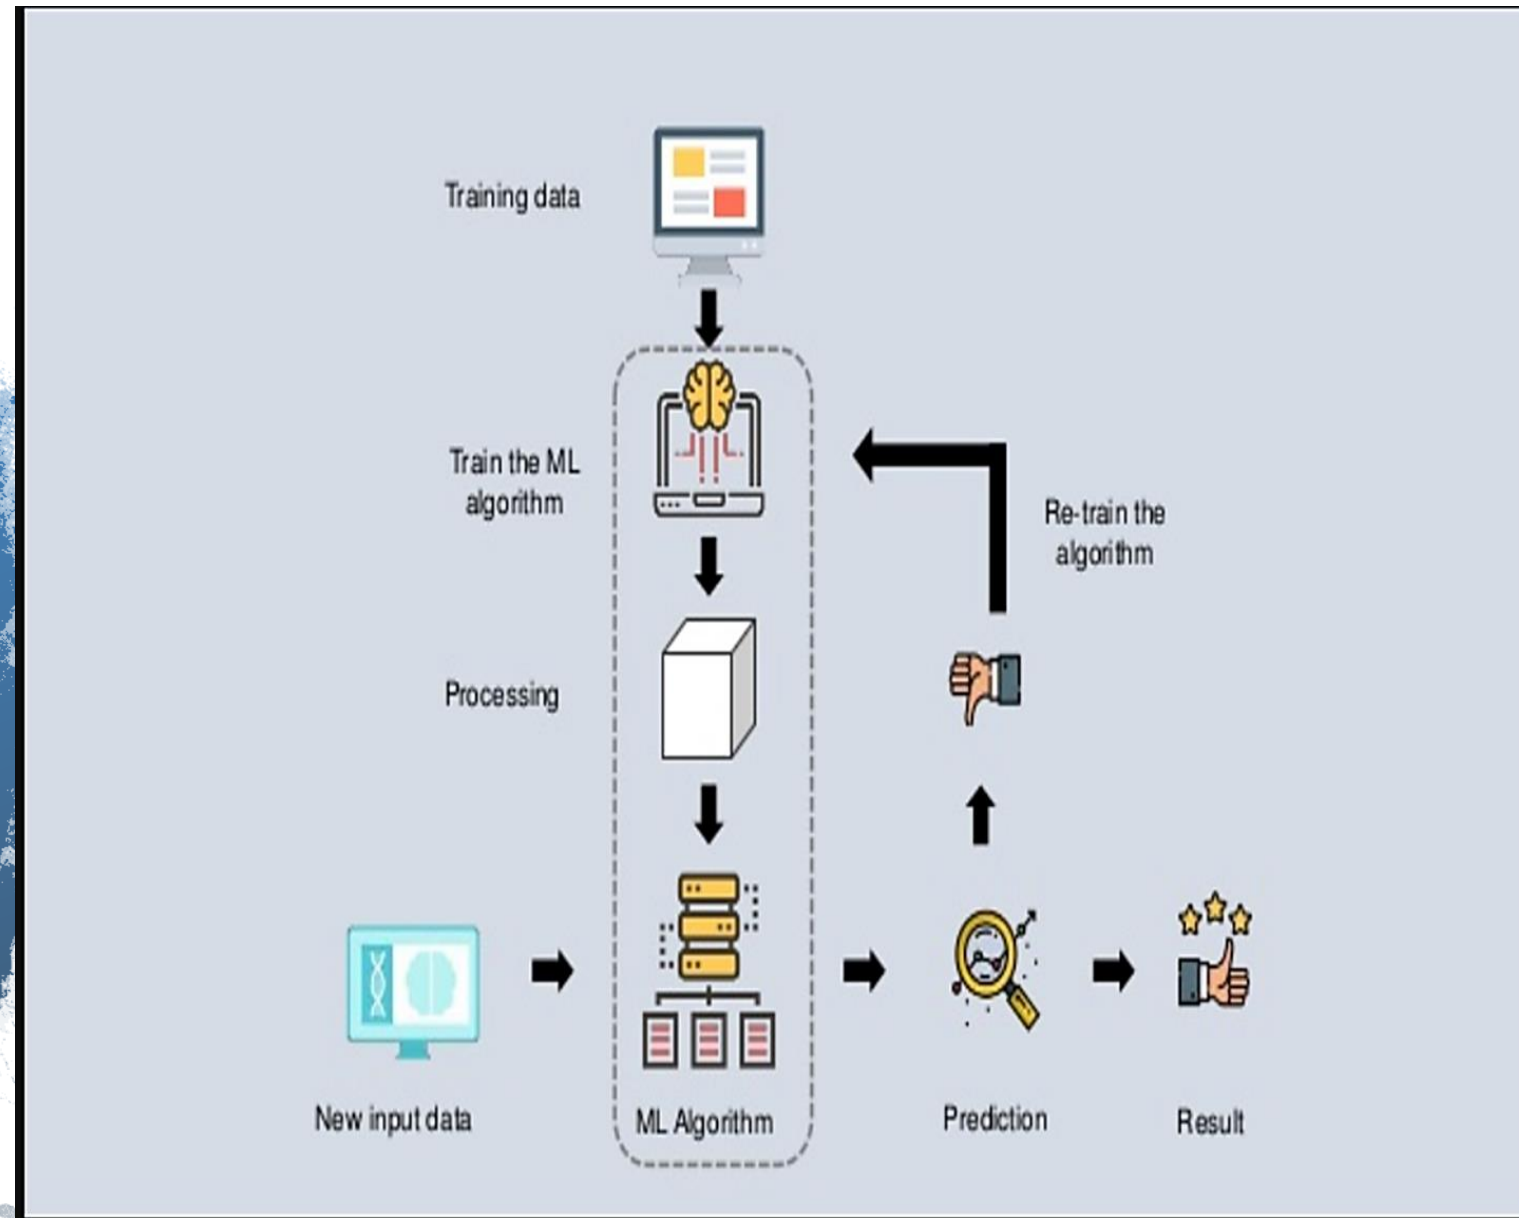 Training data
Train the ML
algorithm
Re-train the
algorithm
Processing
New input data
ML Algorithm
Prediction
Result